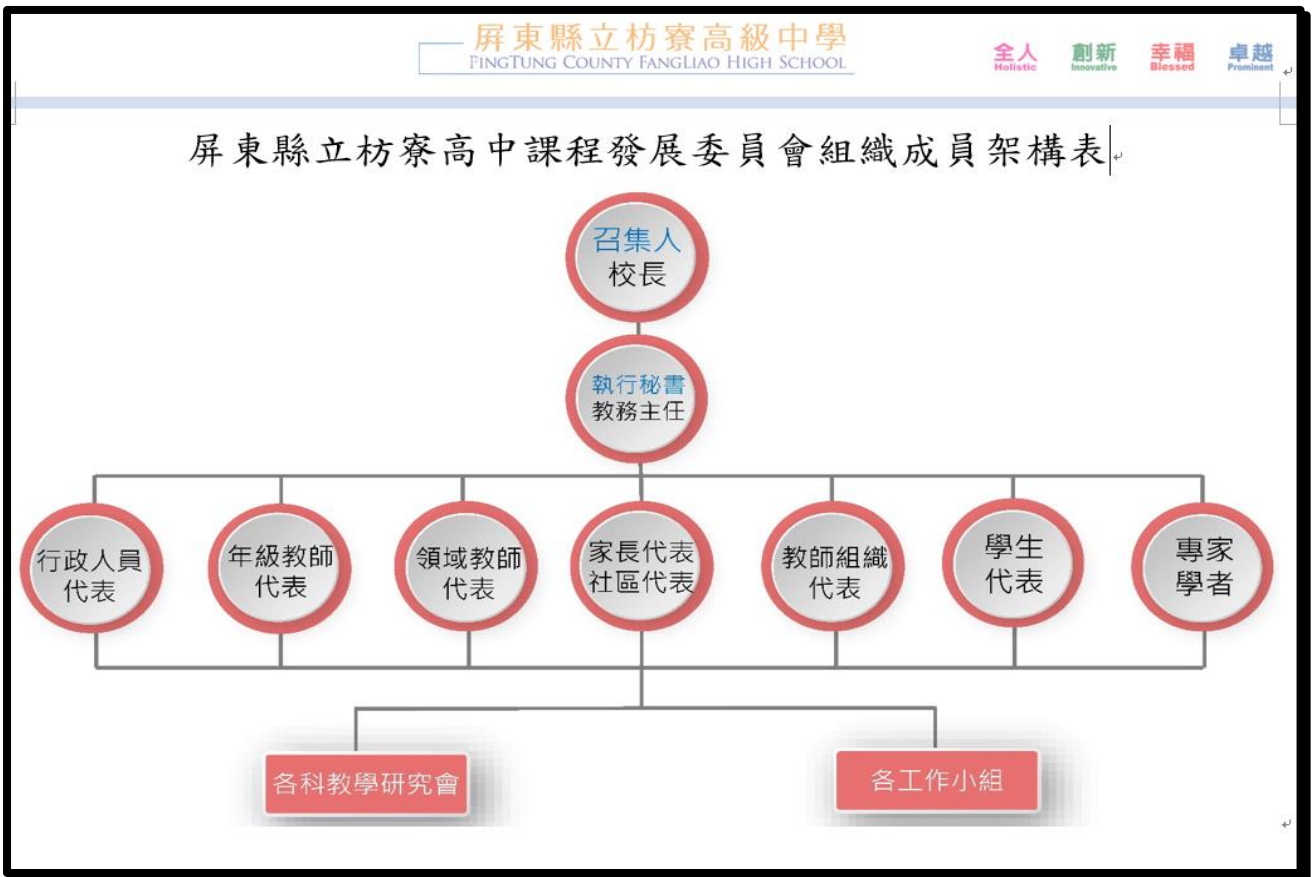 屏東縣立枋寮高級中學
PINGTUNG COUNTY FANGLIAO HIGH SCHOOL
全人 創新 幸福 卓越
Holistic Innovative Blessed Prominent
屏東縣立枋寮高中課程發展委員會組織成員架構表
召集人
校長
執行秘書
教務主任
行政人員
代表
年級教師
代表
領域教師
代表
家長代表
社區代表
教師組織
代表
學生
代表
專家
學者
各科教學研究會
各工作小組